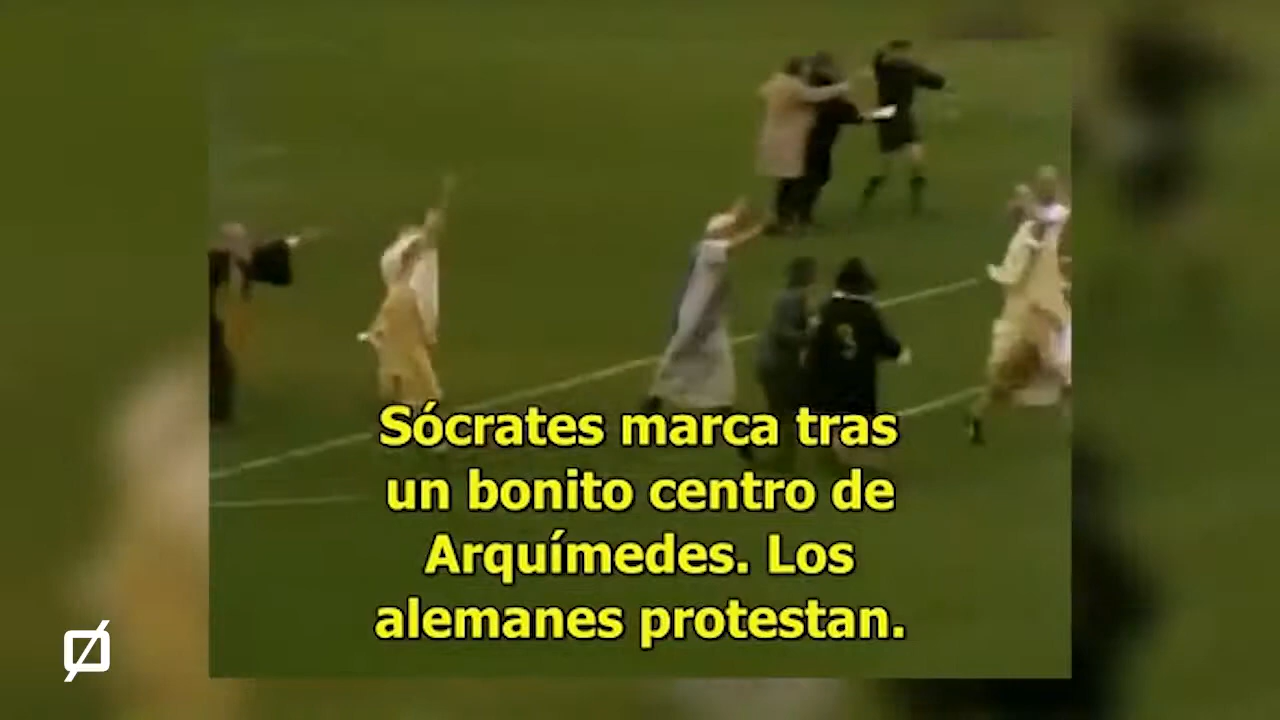 Sócrates marca tras
un bonito centro de
Arquímedes. Los
alemanes protestan.